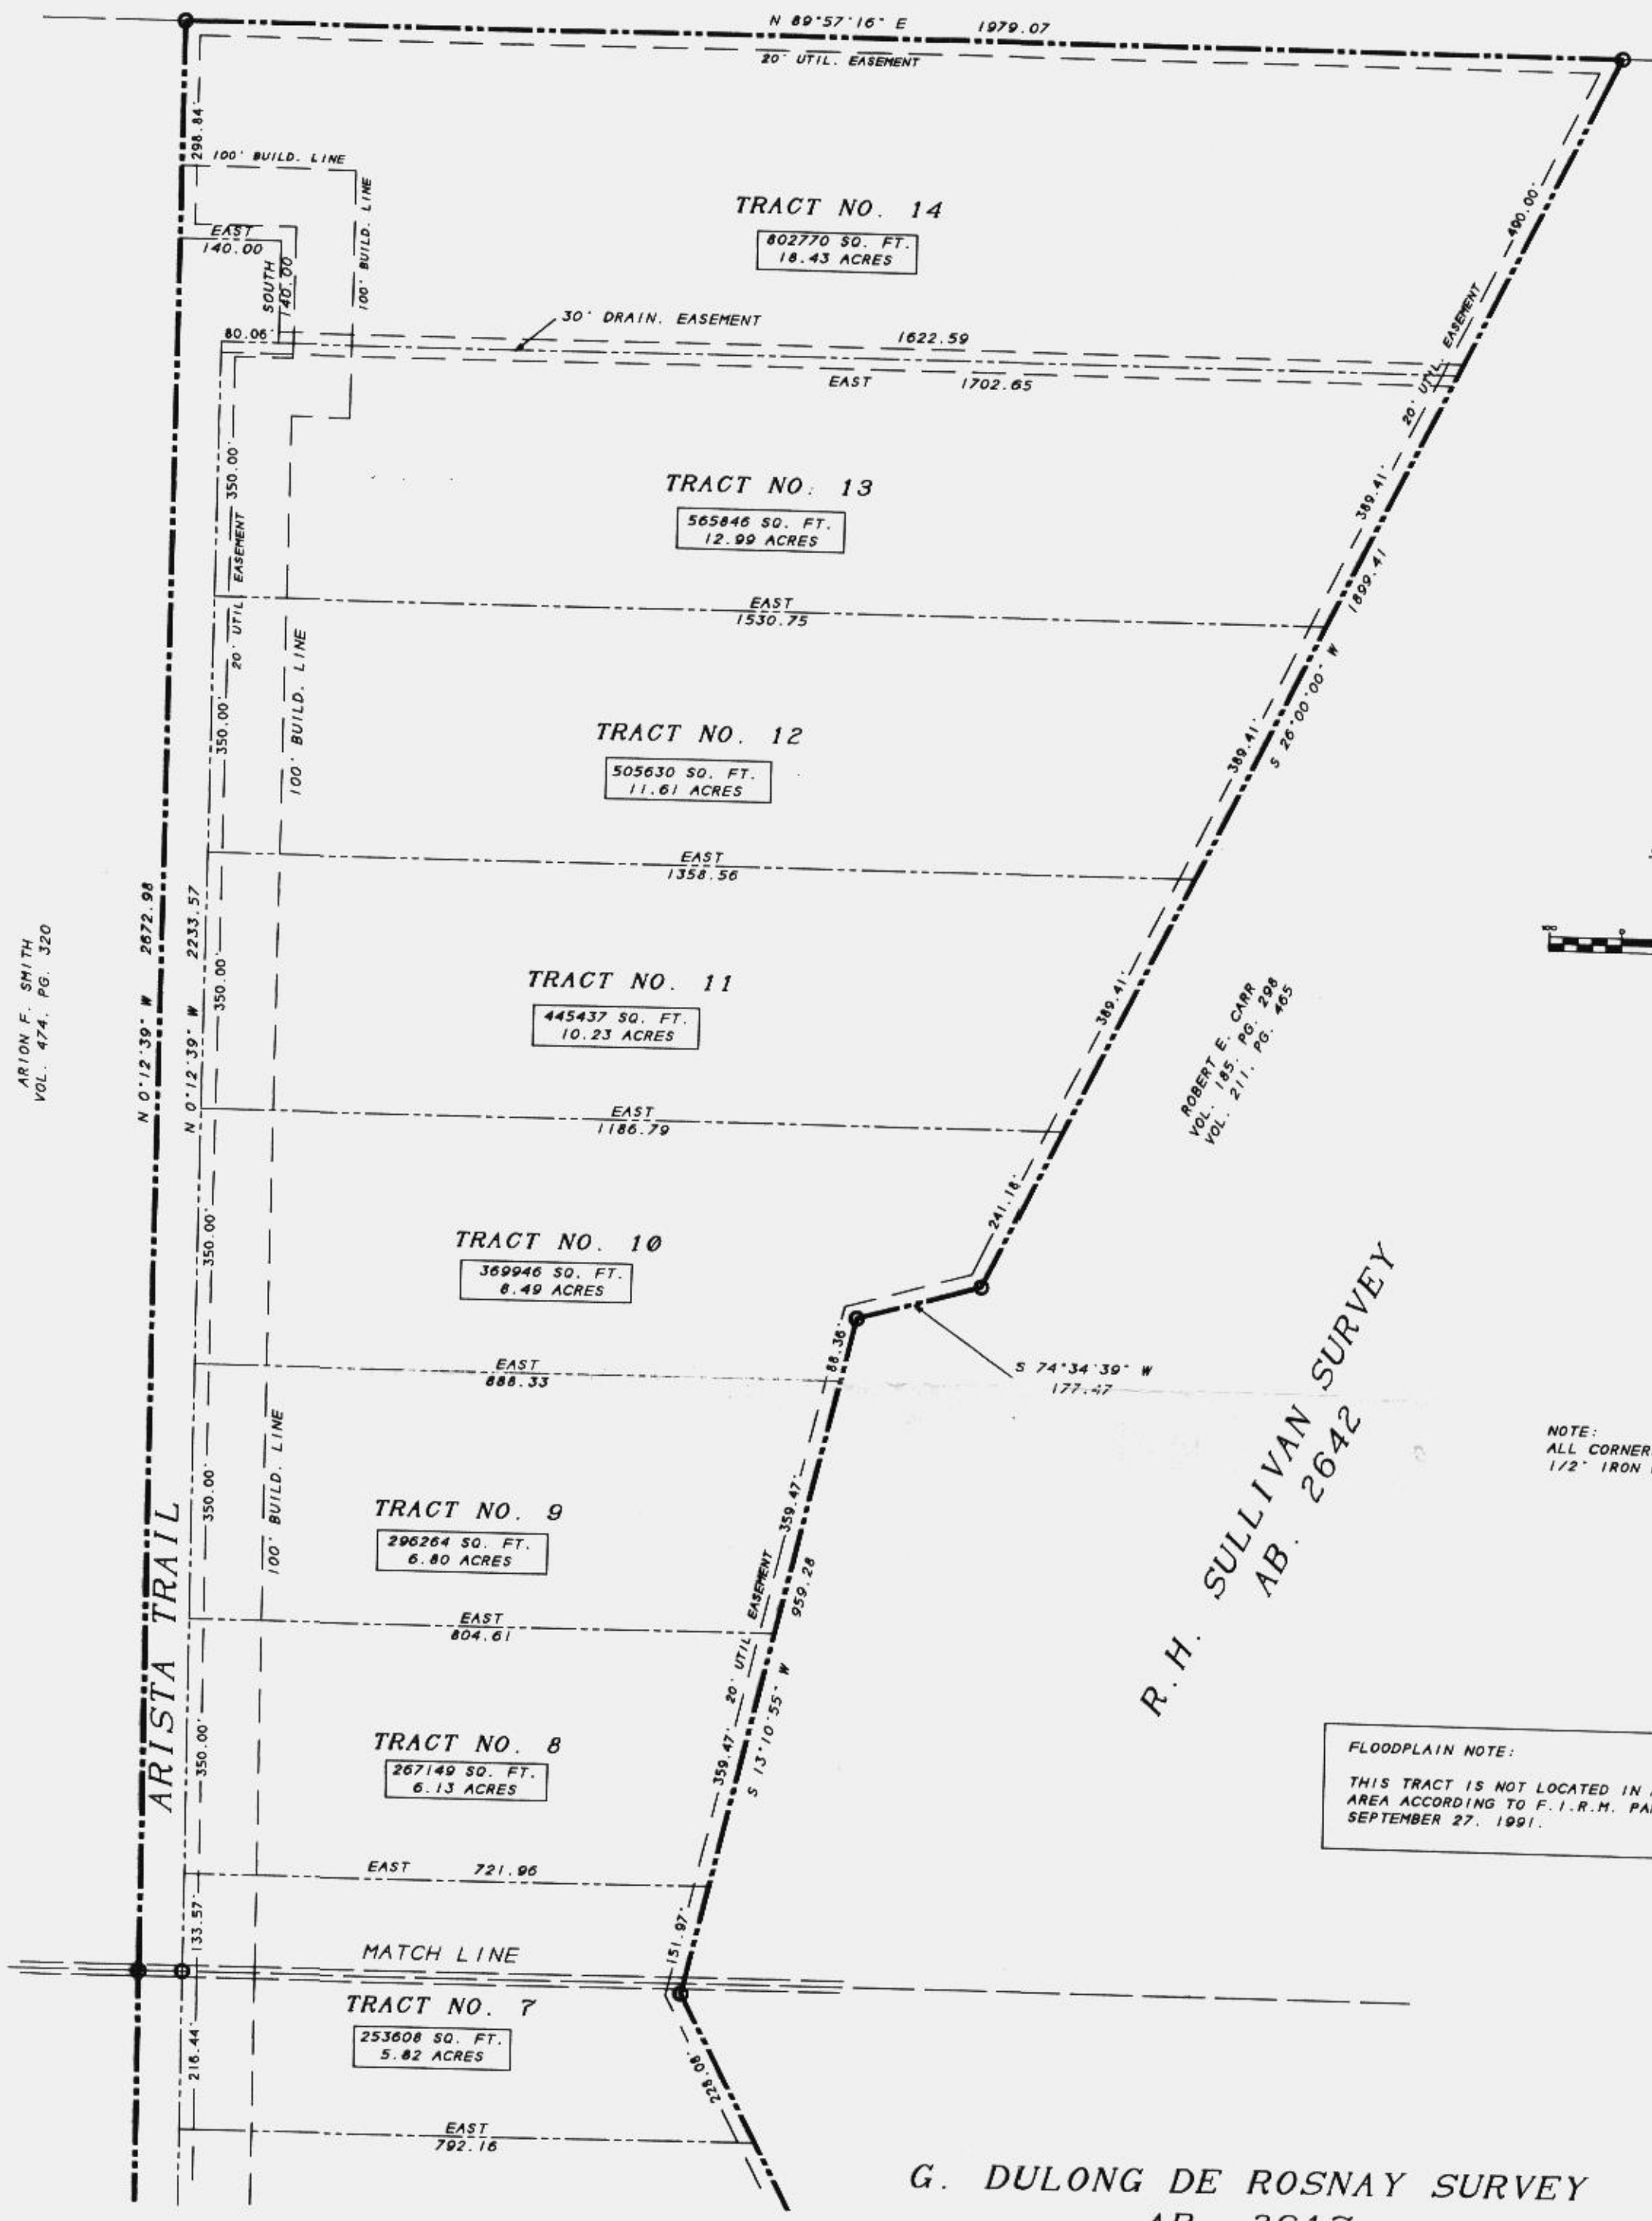 N 89°57'16" E 1979.07
20' UTIL. EASEMENT
298.84'
100' BUILD. LINE
100' BUILD. LINE
EAST
140.00
SOUTH
140.00
TRACT NO. 14
802770 SQ. FT.
18.43 ACRES
490.00'
20' UTIL. EASEMENT
80.06'
30' DRAIN. EASEMENT
1622.59
EAST 1702.65
350.00'
20' UTIL. EASEMENT
TRACT NO. 13
565846 SQ. FT.
12.99 ACRES
389.41'
1899.41
S 26°00'00" W
EAST
1530.75
100' BUILD. LINE
350.00'
TRACT NO. 12
505630 SQ. FT.
11.61 ACRES
389.41'
EAST
1358.56
ARION F. SMITH
VOL. 474, PG. 320
N 0°12'39" W 2672.98
N 0°12'39" W 2233.57
350.00'
TRACT NO. 11
445437 SQ. FT.
10.23 ACRES
389.41'
100 0
ROBERT E. CARR
VOL. 185, PG. 298
VOL. 211, PG. 465
EAST
1186.79
350.00'
TRACT NO. 10
369946 SQ. FT.
8.49 ACRES
241.18'
88.36'
S 74°34'39" W
177.47
EAST
888.33
R.H. SULLIVAN SURVEY
AB. 2642
NOTE:
ALL CORNER
1/2" IRON
100' BUILD. LINE
350.00'
TRACT NO. 9
296264 SQ. FT.
6.80 ACRES
359.47'
959.28
20' UTIL. EASEMENT
S 13°10'55" W
EAST
804.61
ARISTA TRAIL
350.00'
TRACT NO. 8
267149 SQ. FT.
6.13 ACRES
359.47'
FLOODPLAIN NOTE:
THIS TRACT IS NOT LOCATED IN
AREA ACCORDING TO F.I.R.M. PA
SEPTEMBER 27, 1991.
EAST 721.96
133.57'
151.97'
MATCH LINE
TRACT NO. 7
253608 SQ. FT.
5.82 ACRES
216.44'
228.08'
EAST
792.16
G. DULONG DE ROSNAY SURVEY